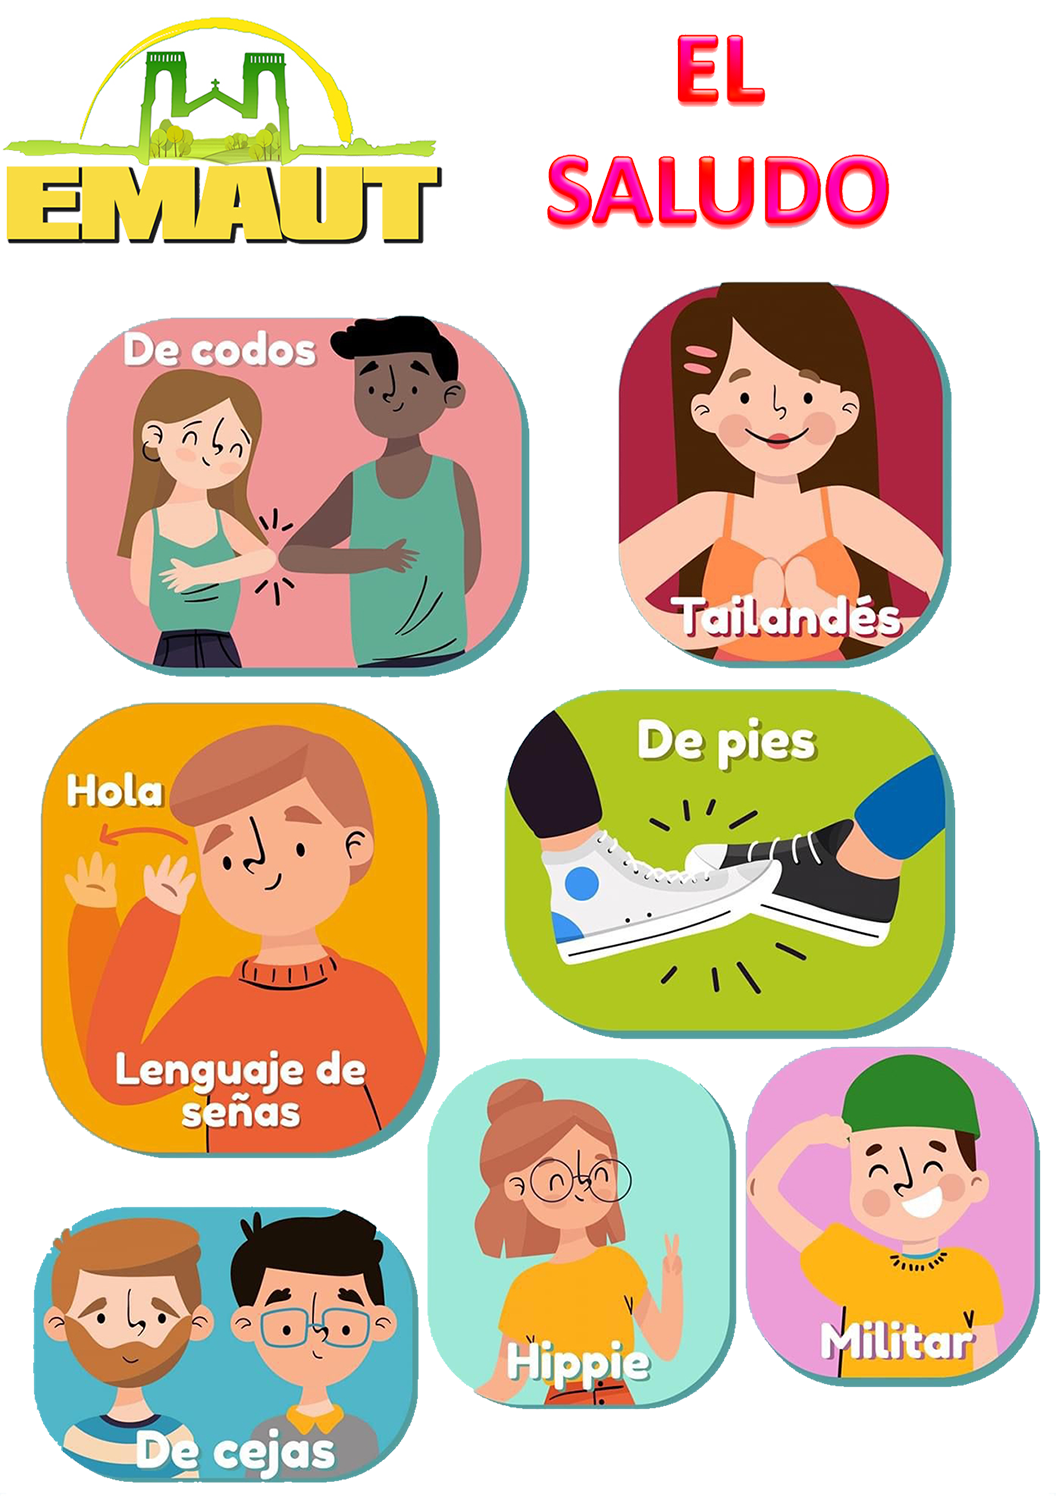 EMAUT
EL
SALUDO
De codos
Tailandés
Hola
Lenguaje de
señas
De pies
Hippie
Militar
De cejas